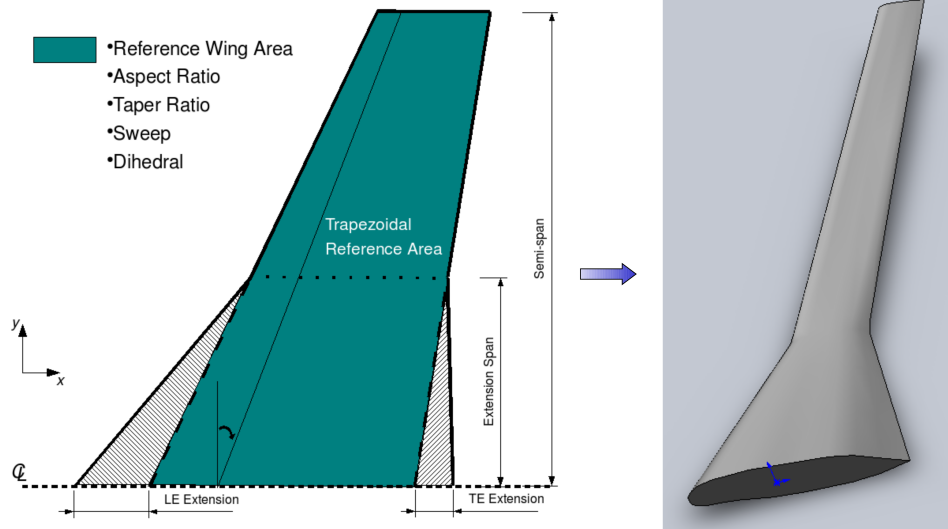 •Reference Wing Area
•Aspect Ratio
•Taper Ratio
•Sweep
•Dihedral
Trapezoidal
Reference Area
Semi-span
Extension Span
y
x
℄
LE Extension
TE Extension